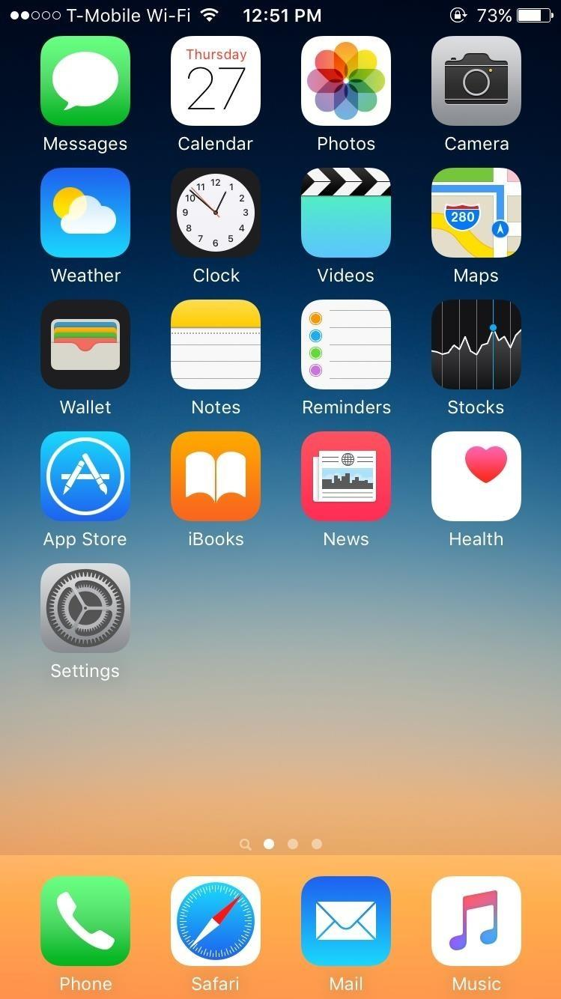 T-Mobile Wi-Fi 12:51 PM 73%
Thursday
27
Messages Calendar Photos Camera
12
11 1
10 2
9 3
8 4
7 5
6
280
Weather Clock Videos Maps
Wallet Notes Reminders Stocks
App Store iBooks News Health
Settings
Phone Safari Mail Music